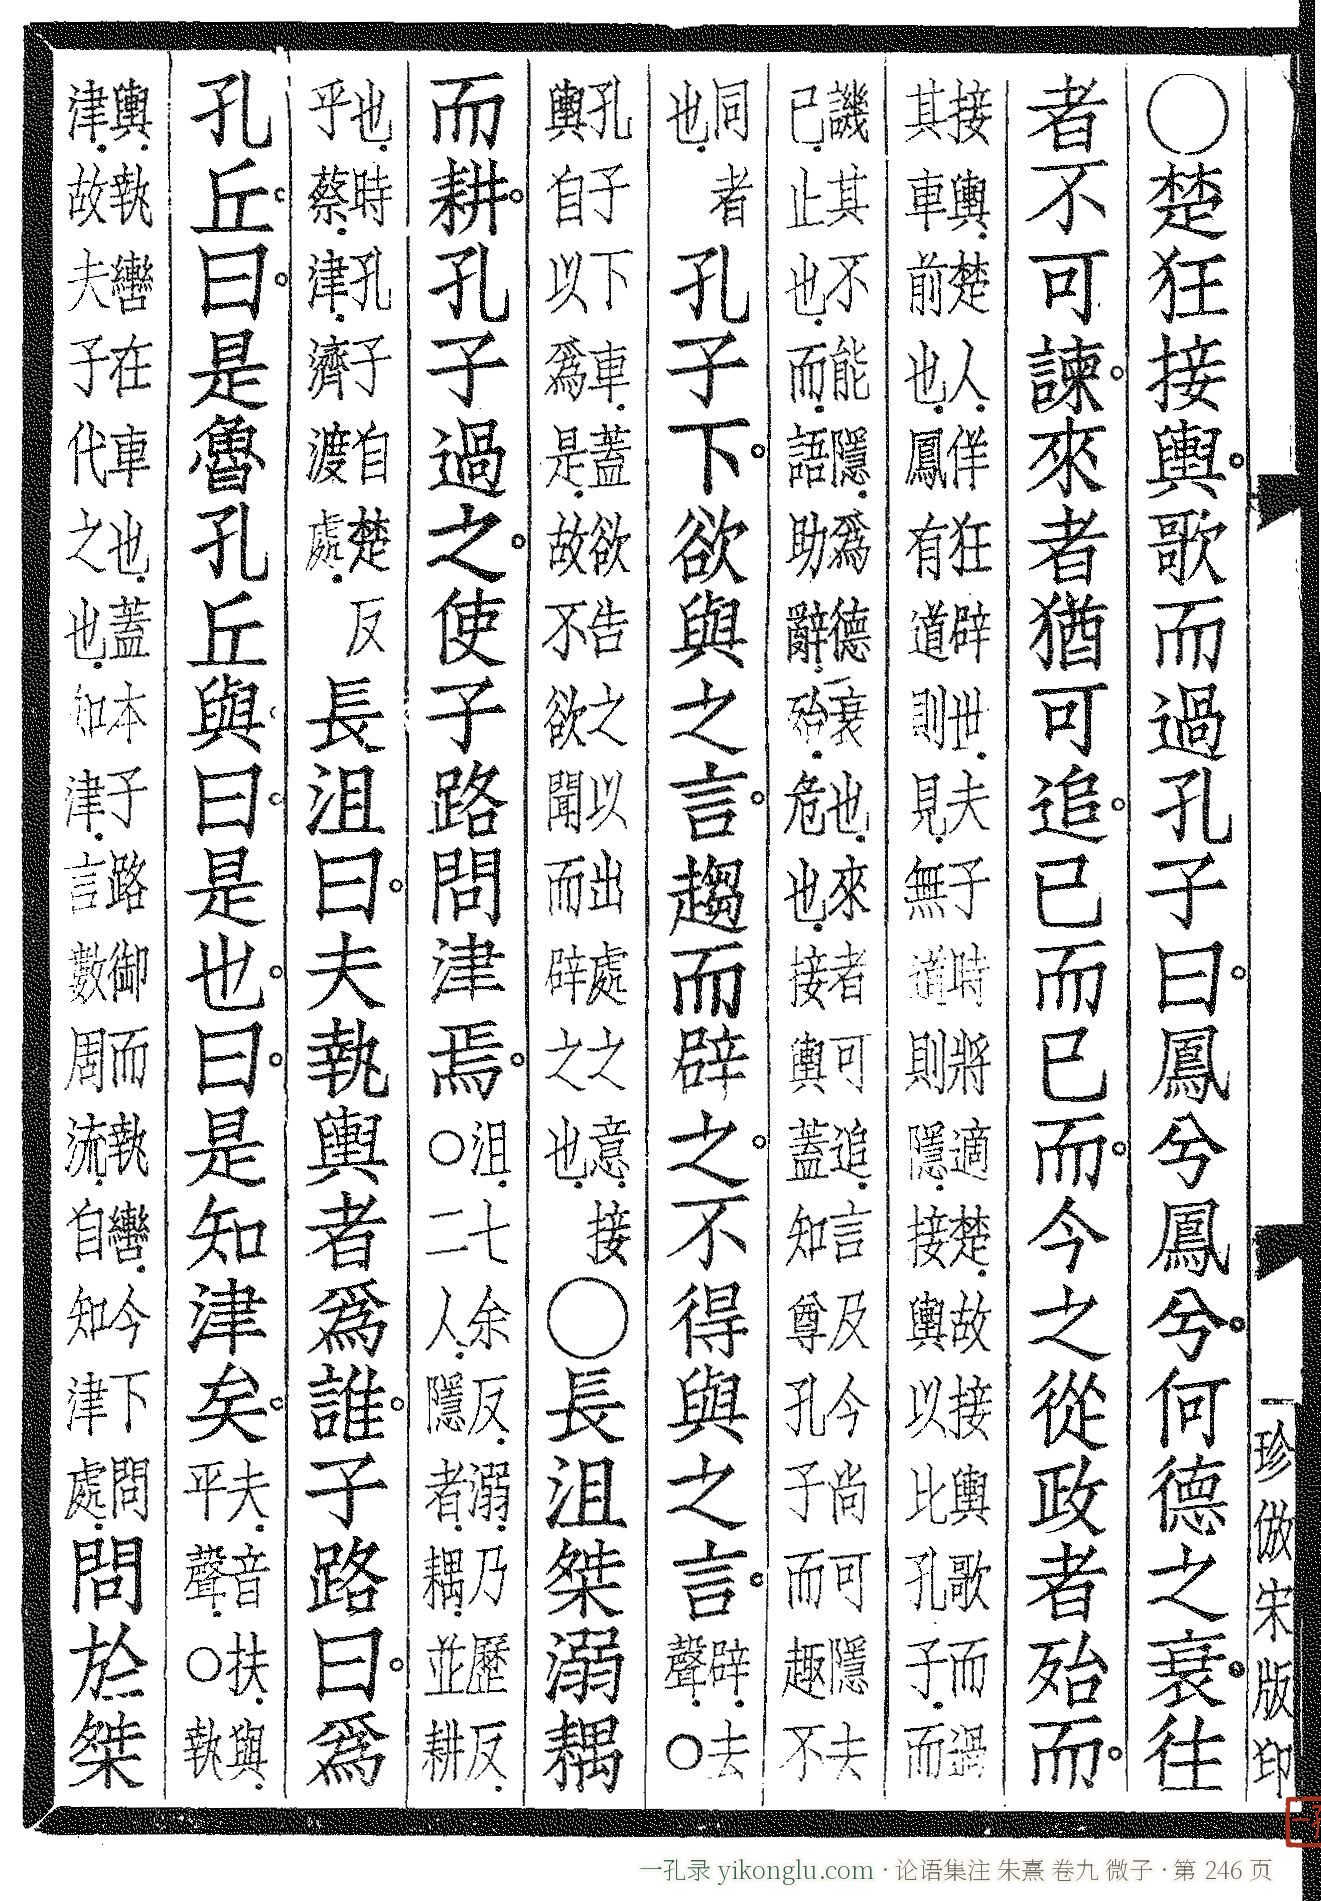 珍倣宋版印
○楚狂接輿歌而過孔子曰鳳兮鳳兮何德之衰往
者不可諫來者猶可追已而已而今之從政者殆而
接輿楚人佯狂辟世夫子時將適楚故接輿歌而過
其車前也鳳有道則見無道則隱接輿以比孔子而
譏其不能隱爲德衰也來者可追言及今尚可隱去
已止也而語助辭殆危也接輿蓋知尊孔子而趣不
同者
也
孔子下欲與之言趨而辟之不得與之言
辟去
聲○
孔子下車蓋欲告之以出處之意接
輿自以爲是故不欲聞而辟之也
○長沮桀溺耦
而耕孔子過之使子路問津焉
沮七余反溺乃歷反
○二人隱者耦並耕
也時孔子自楚反
乎蔡津濟渡處
長沮曰夫執輿者爲誰子路曰爲
孔丘曰是魯孔丘與曰是也曰是知津矣
夫音扶與
平聲○執
輿執轡在車也蓋本子路御而執轡今下問
津故夫子代之也知津言數周流自知津處
問於桀
一孔录 yikonglu.com · 论语集注 朱熹 卷九 微子 · 第 246 页